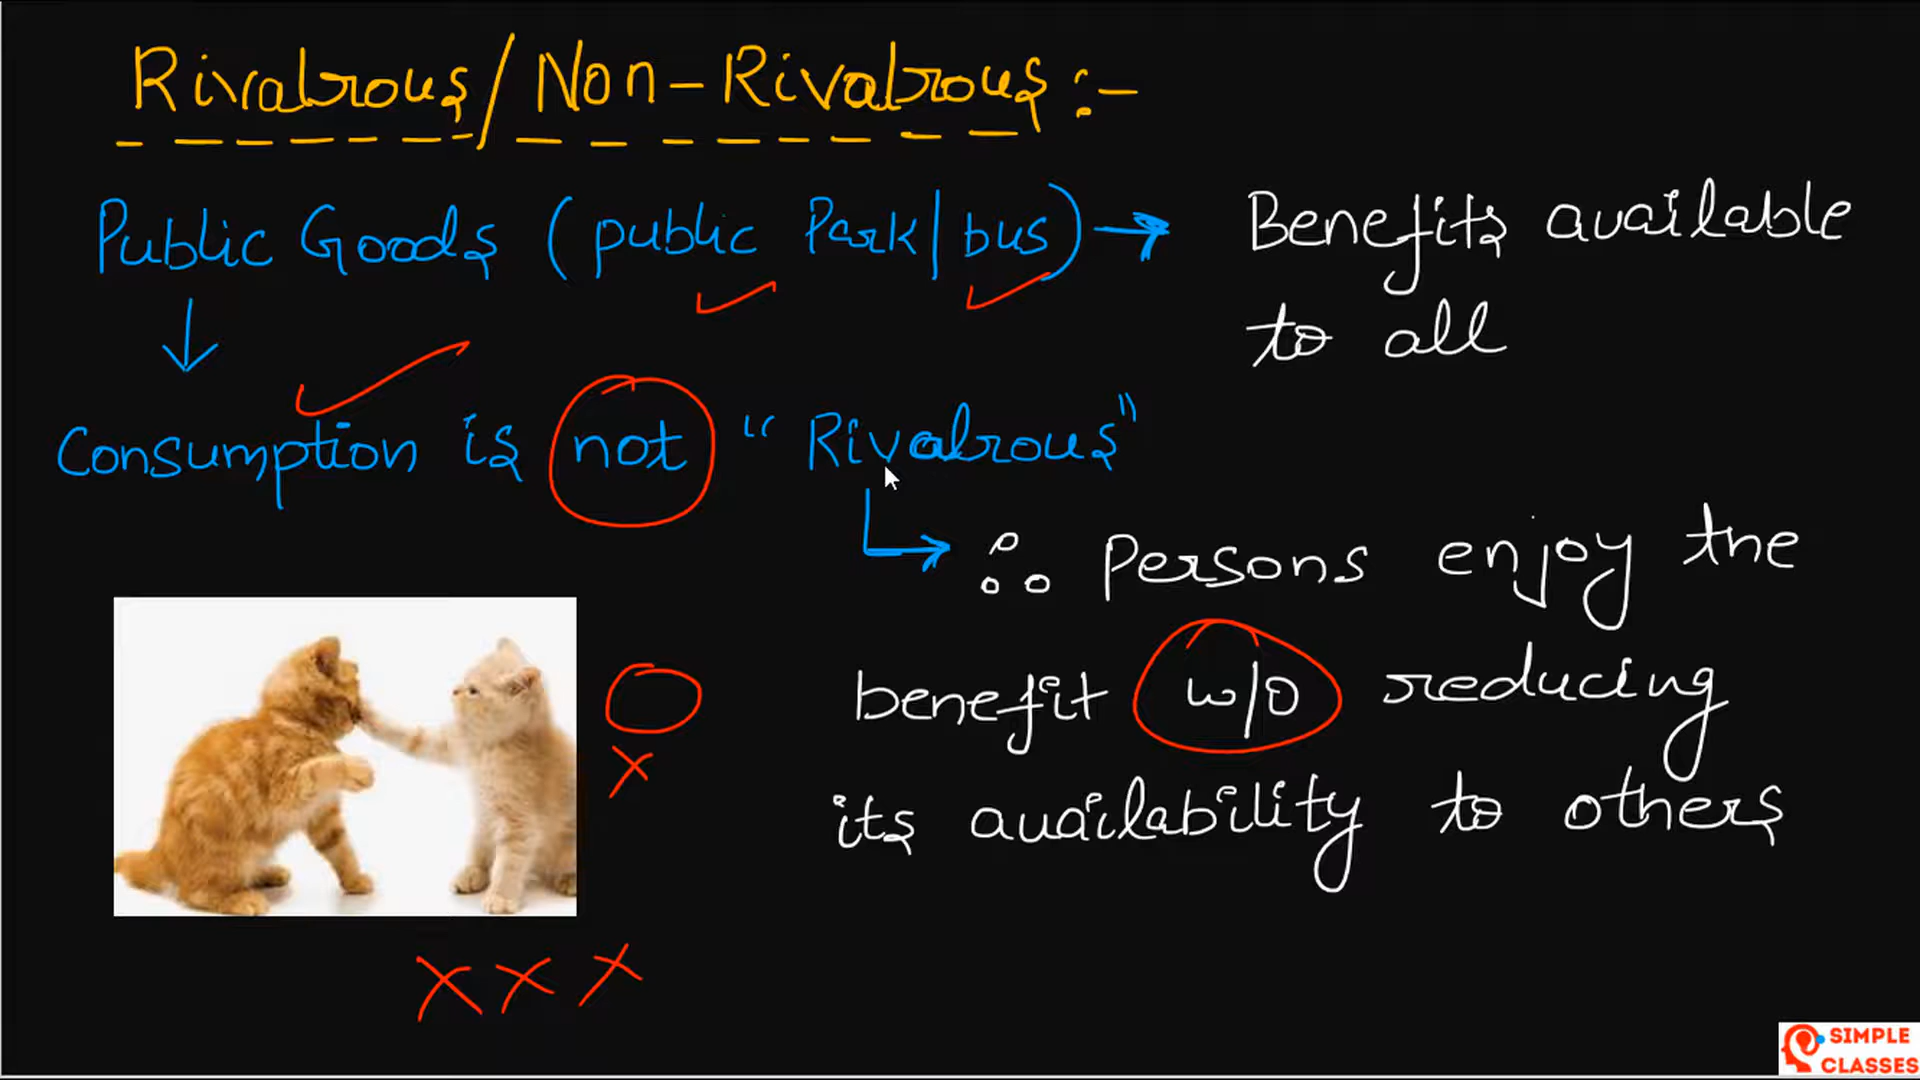 Rivalrous/Non-Rivalrous:-
Public Goods (public Park/bus) → Benefits available
to all
Consumption is not "Rivalrous"
∴ Persons enjoy the
benefit w/o reducing
its availability to others
SIMPLE
CLASSES